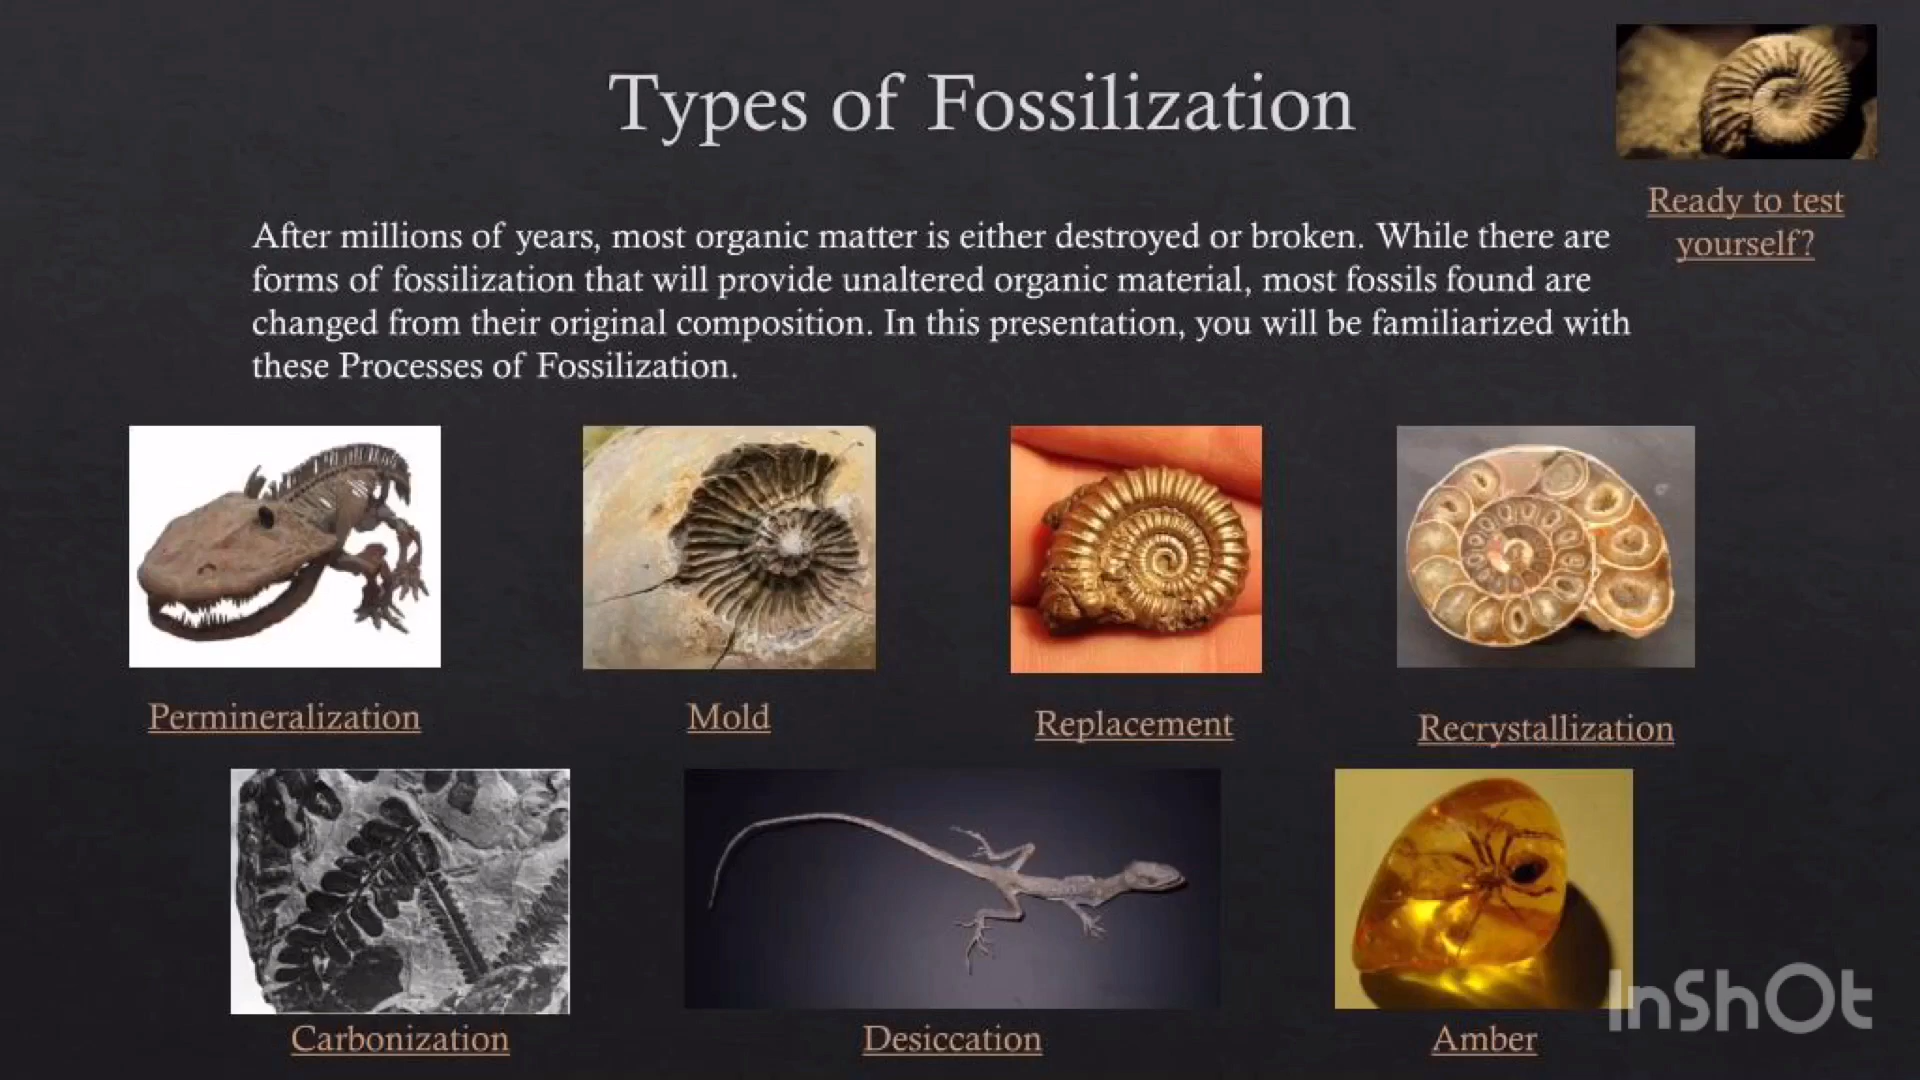 Types of Fossilization
Ready to test
yourself?
After millions of years, most organic matter is either destroyed or broken. While there are
forms of fossilization that will provide unaltered organic material, most fossils found are
changed from their original composition. In this presentation, you will be familiarized with
these Processes of Fossilization.
Permineralization
Mold
Replacement
Recrystallization
Carbonization
Desiccation
Amber
InShOt